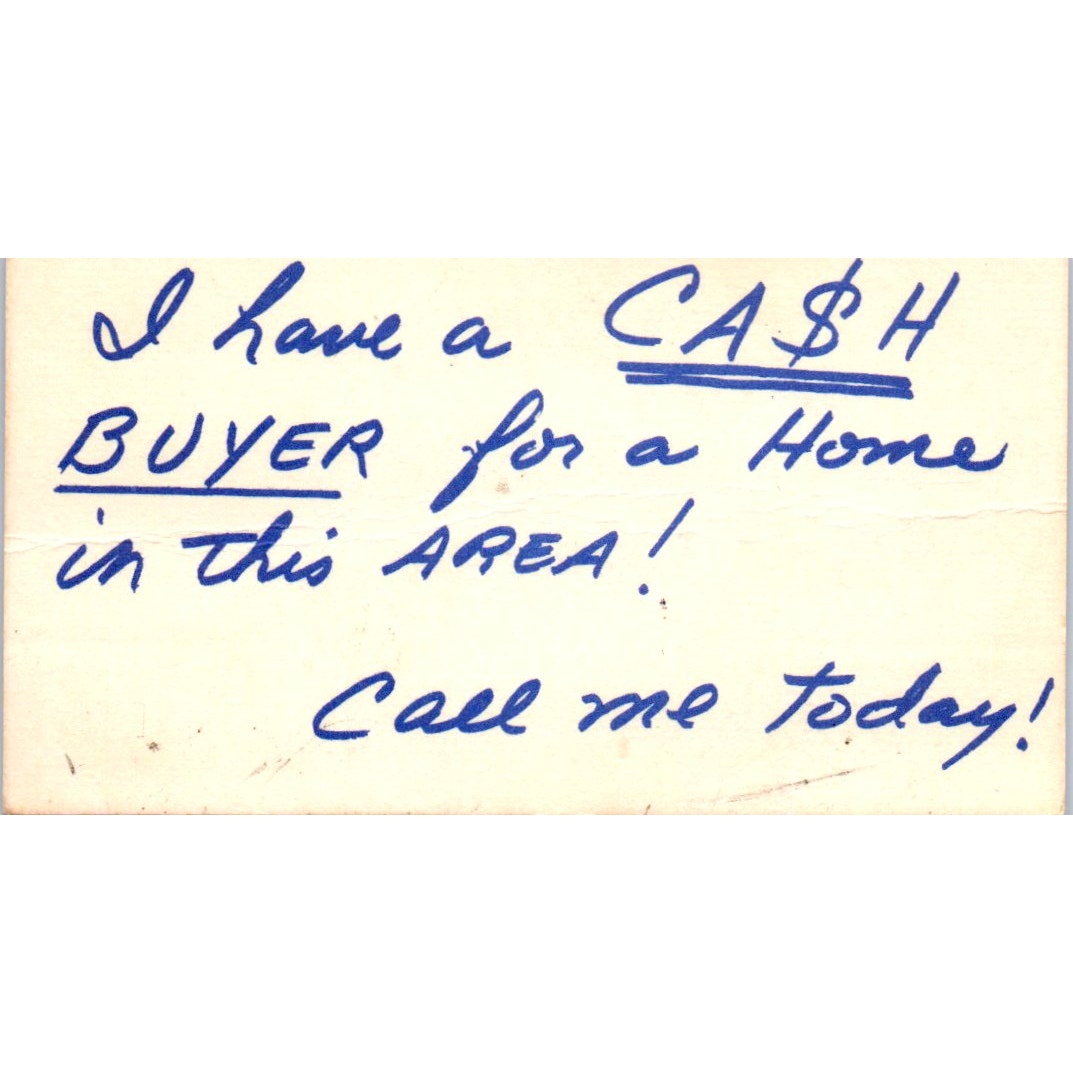 I have a CA$H
BUYER for a Home
in this AREA!
Call me today!